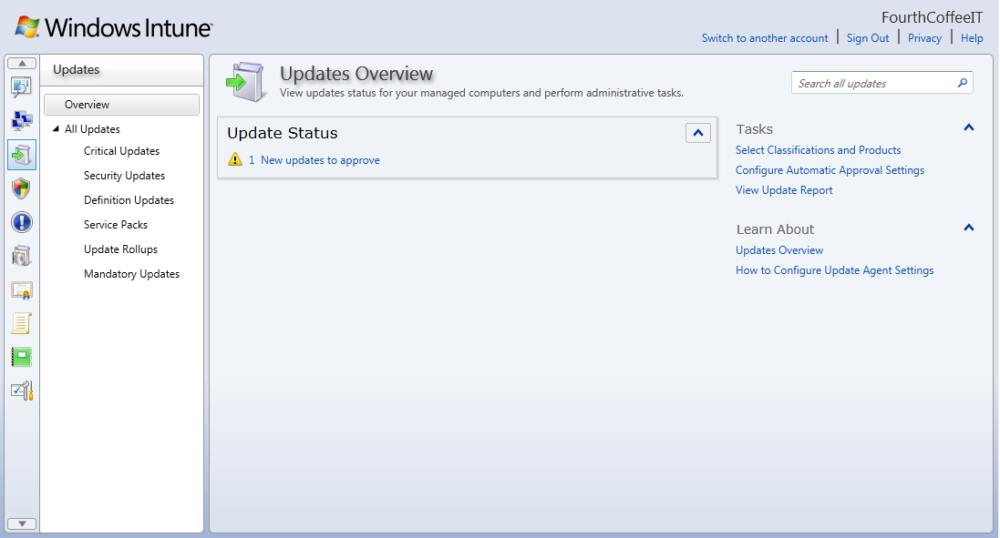 Windows Intune
FourthCoffeeIT
Switch to another account | Sign Out | Privacy | Help
Updates
Overview
All Updates
Critical Updates
Security Updates
Definition Updates
Service Packs
Update Rollups
Mandatory Updates
Updates Overview
View updates status for your managed computers and perform administrative tasks.
Search all updates
Update Status
1 New updates to approve
Tasks
Select Classifications and Products
Configure Automatic Approval Settings
View Update Report
Learn About
Updates Overview
How to Configure Update Agent Settings